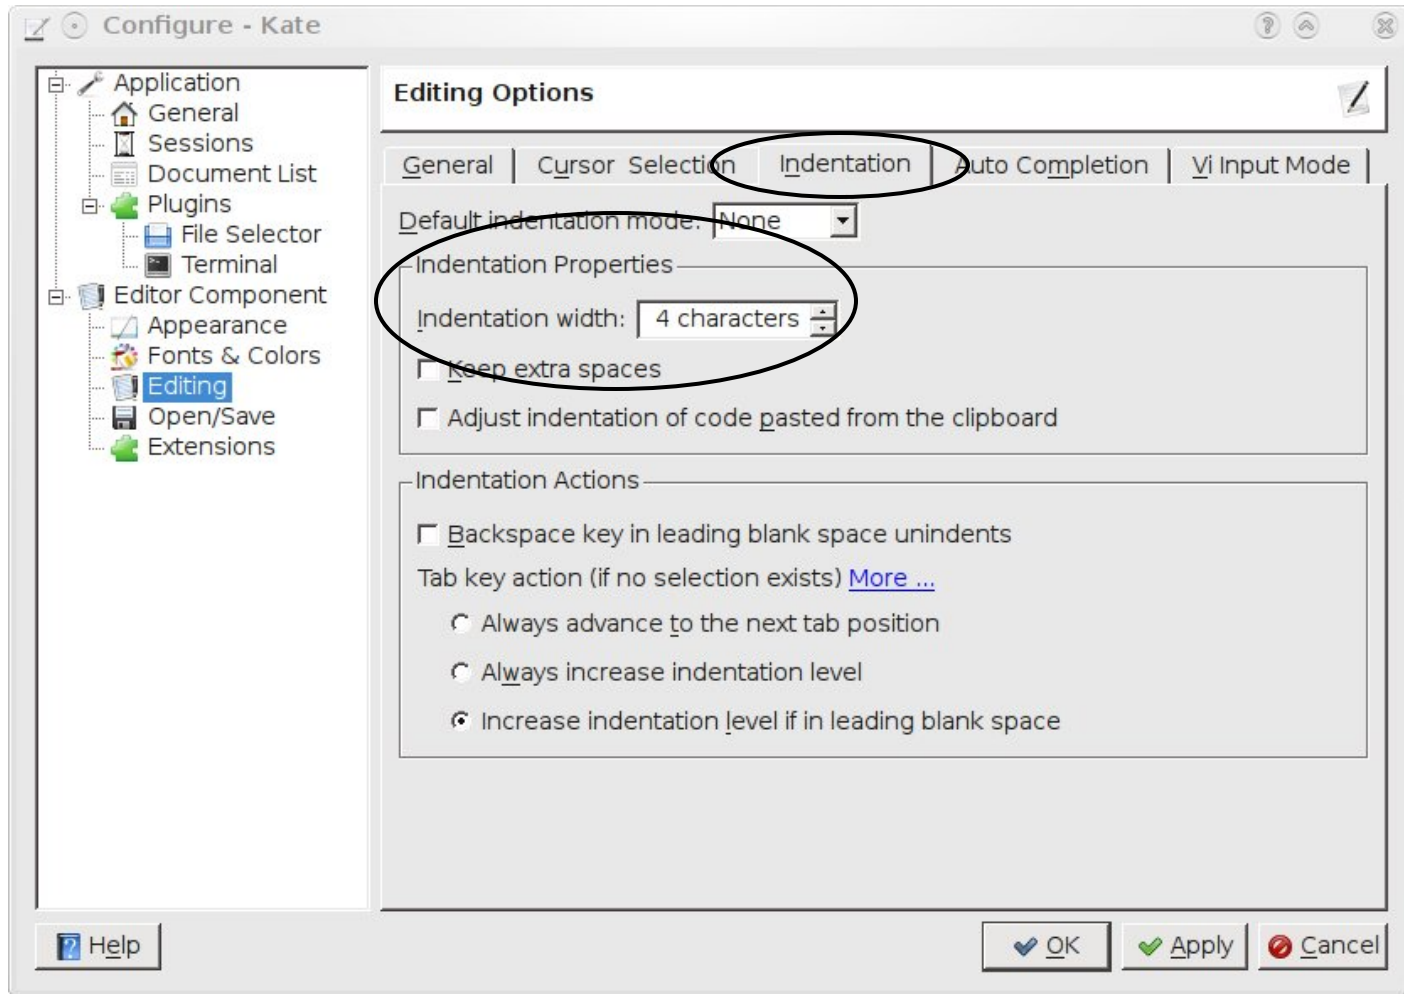 Configure - Kate
Application
General
Sessions
Document List
Plugins
File Selector
Terminal
Editor Component
Appearance
Fonts & Colors
Editing
Open/Save
Extensions
Editing Options
General Cursor Selection Indentation Auto Completion Vi Input Mode
Default indentation mode: None
Indentation Properties
Indentation width: 4 characters
Keep extra spaces
Adjust indentation of code pasted from the clipboard
Indentation Actions
Backspace key in leading blank space unindents
Tab key action (if no selection exists) More ...
Always advance to the next tab position
Always increase indentation level
Increase indentation level if in leading blank space
Help OK Apply Cancel